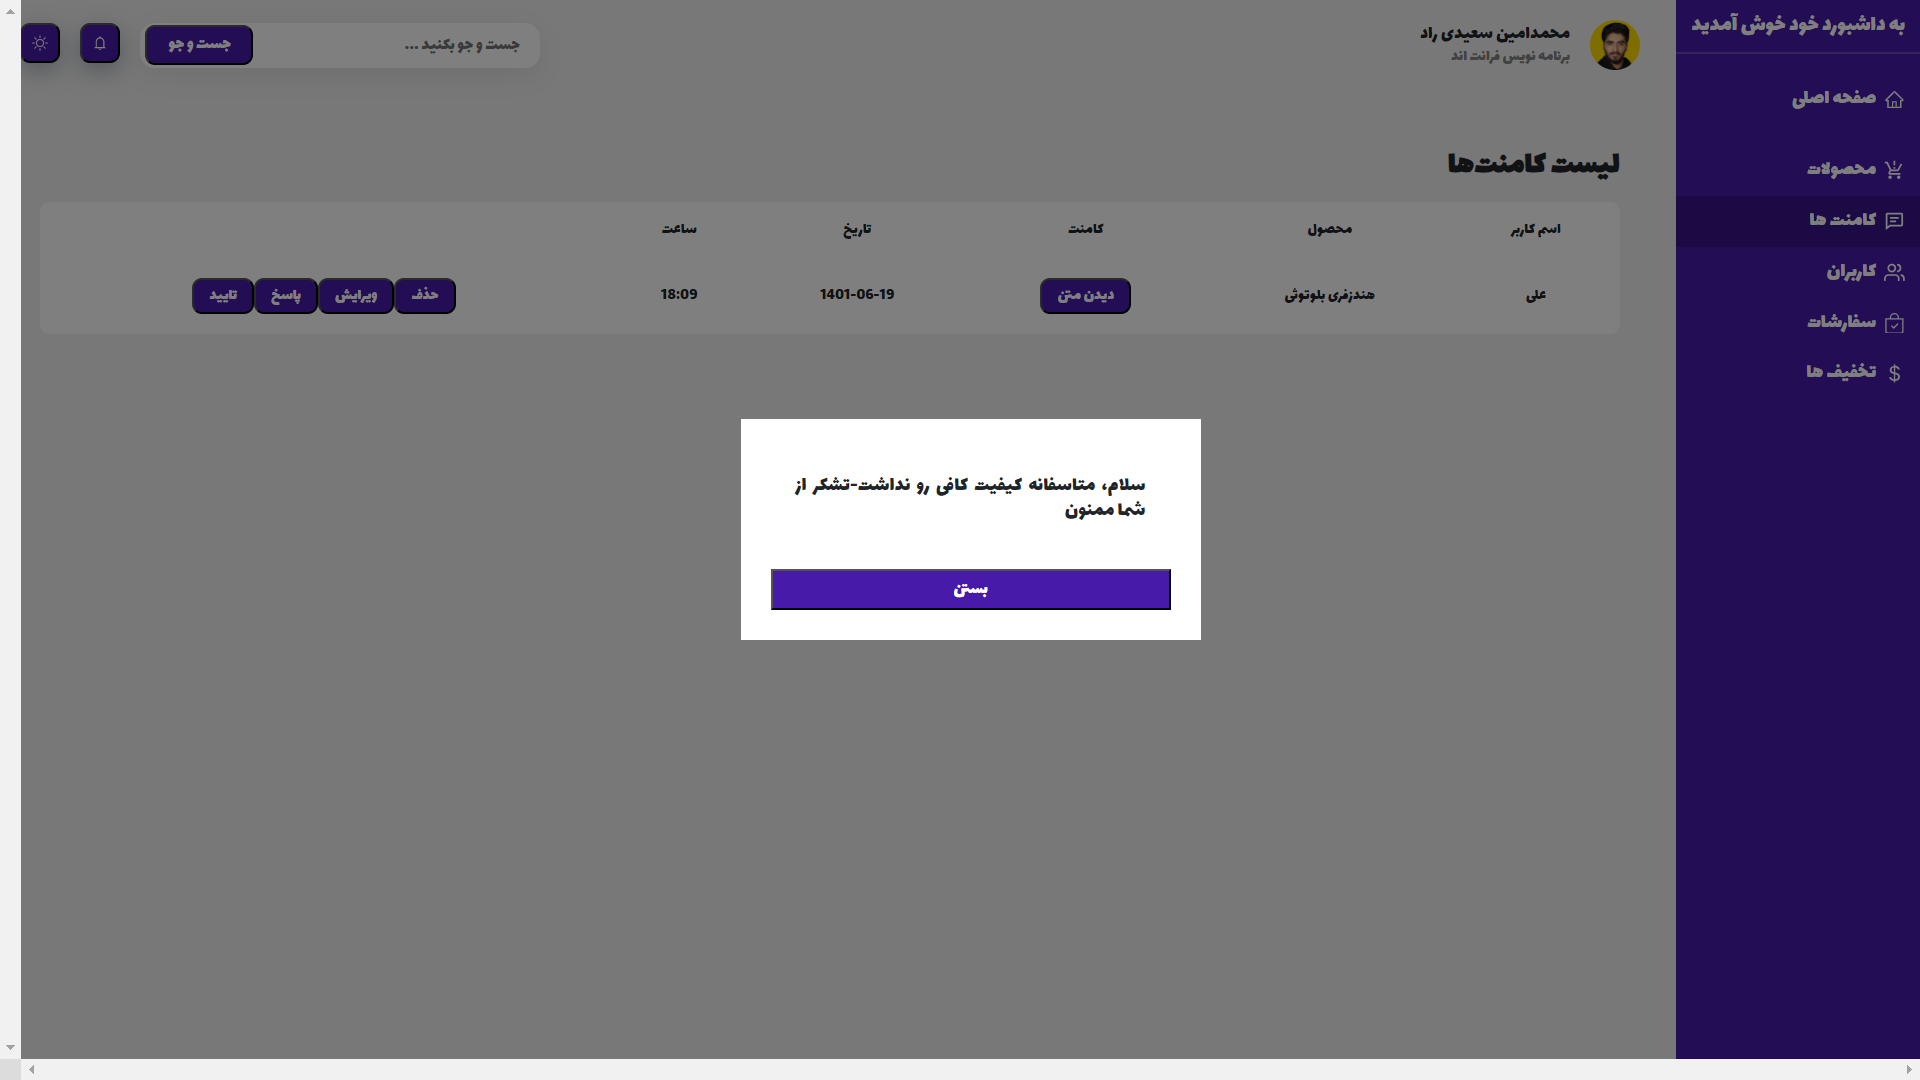 به داشبورد خود خوش آمدید
صفحه اصلی
محصولات
کامنت ها
کاربران
سفارشات
تخفیف ها
محمدامین سعیدی راد
برنامه نویس فرانت اند
جست و جو بکنید ...
جست و جو
لیست کامنت‌ها
اسم کاربر محصول کامنت تاریخ ساعت
علی هندزفری بلوتوثی دیدن متن 1401-06-19 18:09 حذف ویرایش پاسخ تایید
سلام، متاسفانه کیفیت کافی رو نداشت-تشکر از
شما ممنون
بستن